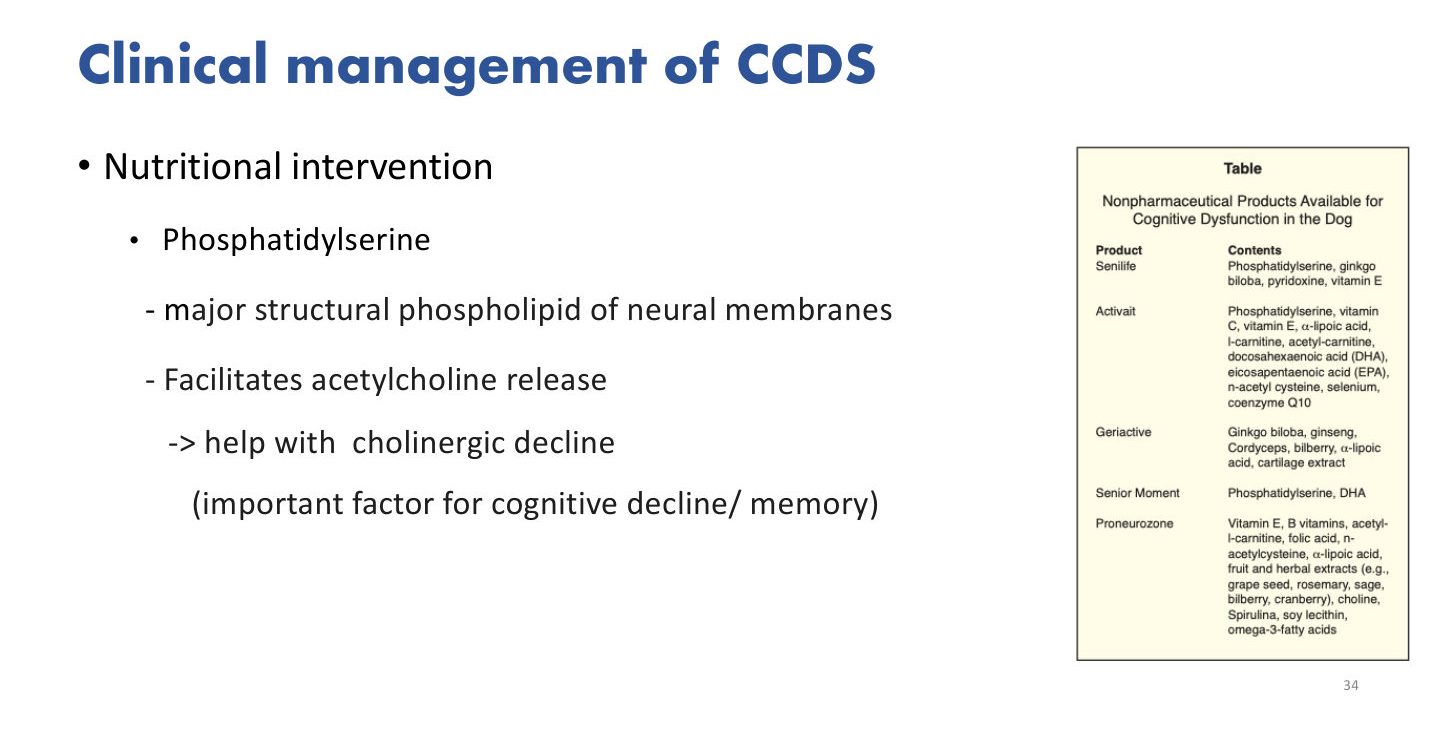 Clinical management of CCDS
• Nutritional intervention
• Phosphatidylserine
- major structural phospholipid of neural membranes
- Facilitates acetylcholine release
-> help with  cholinergic decline
(important factor for cognitive decline/ memory)
Table
Nonpharmaceutical Products Available for
Cognitive Dysfunction in the Dog
Product Contents
Senilife Phosphatidylserine, ginkgo
biloba, pyridoxine, vitamin E
Activait Phosphatidylserine, vitamin
C, vitamin E, α-lipoic acid,
l-carnitine, acetyl-carnitine,
docosahexaenoic acid (DHA),
eicosapentaenoic acid (EPA),
n-acetyl cysteine, selenium,
coenzyme Q10
Geriactive Ginkgo biloba, ginseng,
Cordyceps, bilberry, α-lipoic
acid, cartilage extract
Senior Moment Phosphatidylserine, DHA
Proneurozone Vitamin E, B vitamins, acetyl-
l-carnitine, folic acid, n-
acetylcysteine, α-lipoic acid,
fruit and herbal extracts (e.g.,
grape seed, rosemary, sage,
bilberry, cranberry), choline,
Spirulina, soy lecithin,
omega-3-fatty acids
34